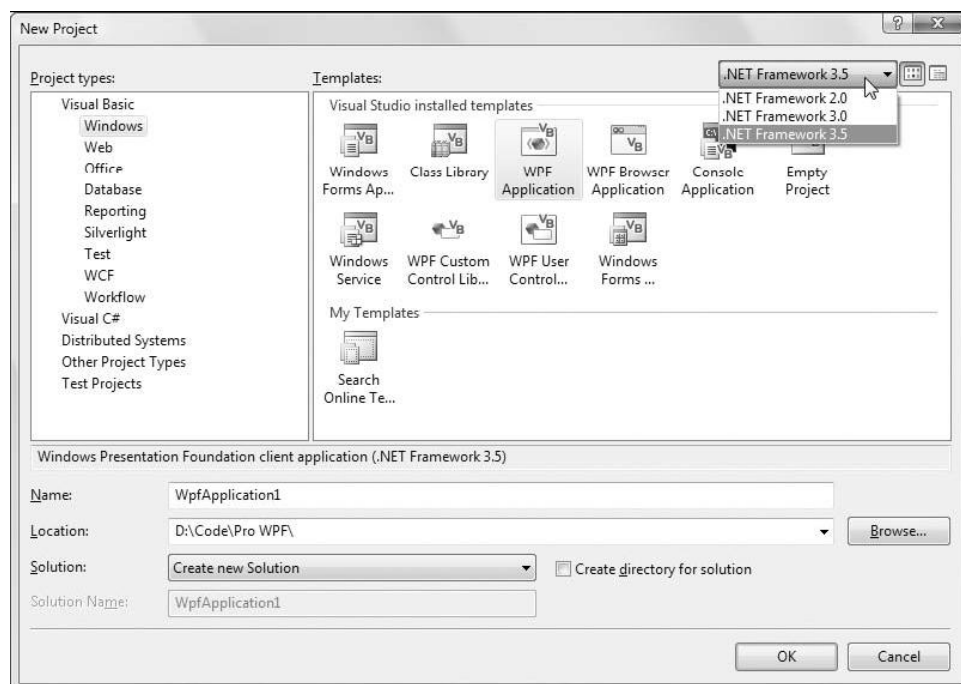 New Project
Project types:
Templates:
.NET Framework 3.5
.NET Framework 2.0
.NET Framework 3.0
.NET Framework 3.5
Visual Basic
Windows
Web
Office
Database
Reporting
Silverlight
Test
WCF
Workflow
Visual C#
Distributed Systems
Other Project Types
Test Projects
Visual Studio installed templates
Windows Forms Ap...
Class Library
WPF Application
WPF Browser Application
Console Application
Empty Project
Windows Service
WPF Custom Control Lib...
WPF User Control...
Windows Forms ...
My Templates
Search Online Te...
Windows Presentation Foundation client application (.NET Framework 3.5)
Name:
WpfApplication1
Location:
D:\Code\Pro WPF\
Browse...
Solution:
Create new Solution
Create directory for solution
Solution Name:
WpfApplication1
OK
Cancel